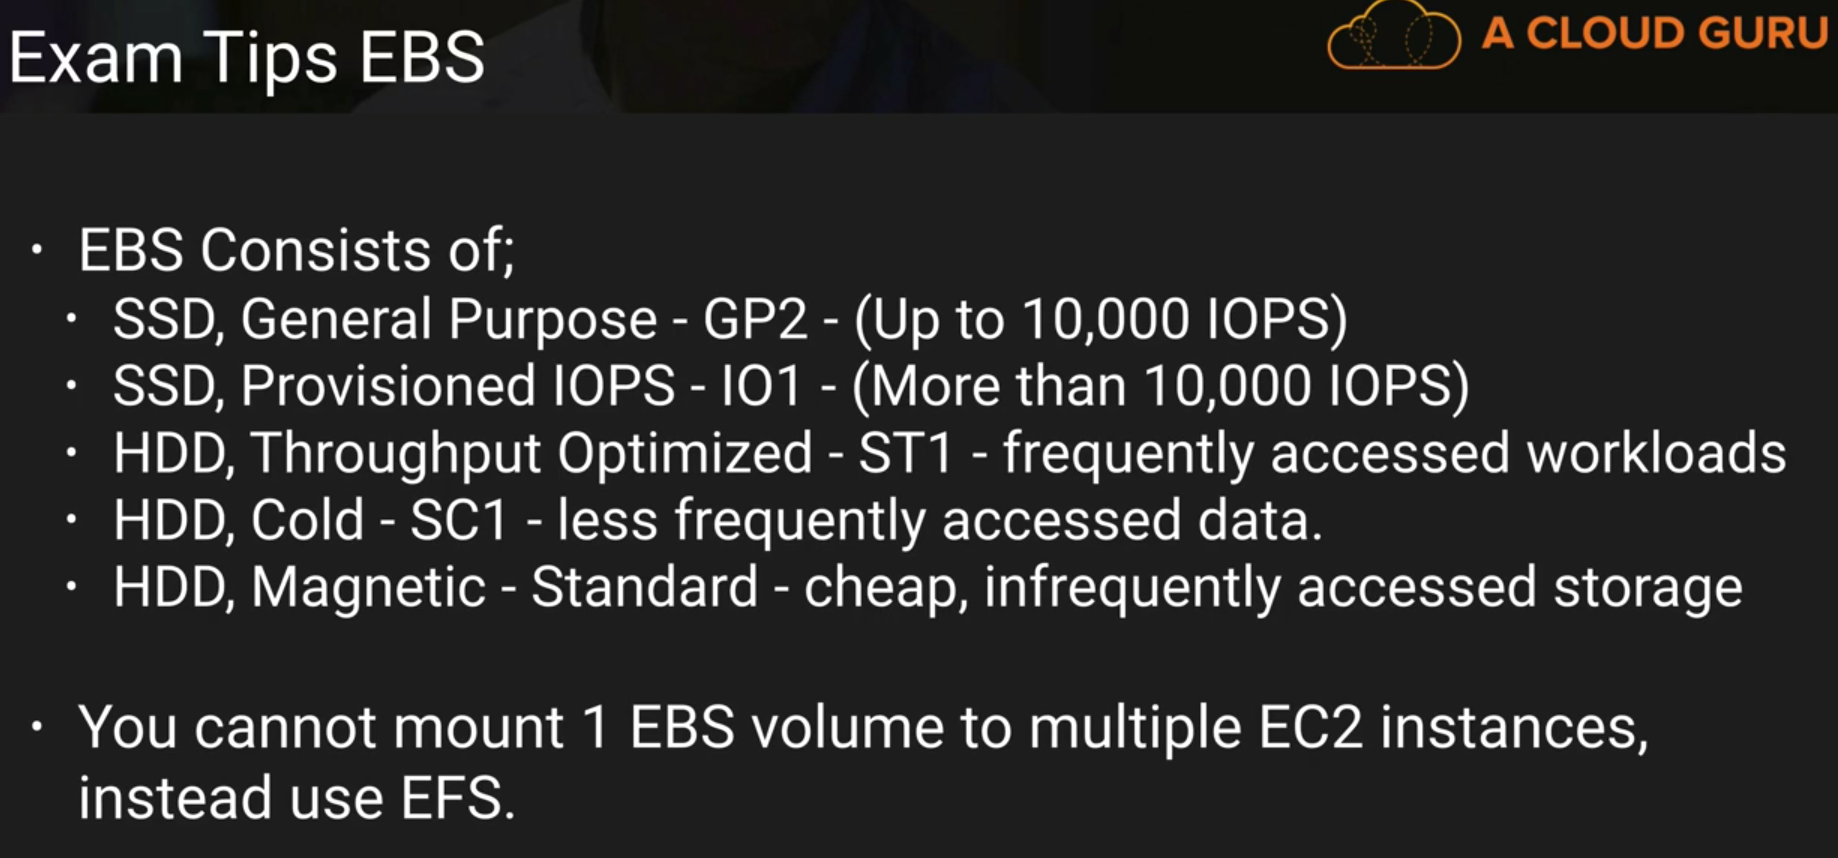 Exam Tips EBS
A CLOUD GURU
• EBS Consists of;
• SSD, General Purpose - GP2 - (Up to 10,000 IOPS)
• SSD, Provisioned IOPS - IO1 - (More than 10,000 IOPS)
• HDD, Throughput Optimized - ST1 - frequently accessed workloads
• HDD, Cold - SC1 - less frequently accessed data.
• HDD, Magnetic - Standard - cheap, infrequently accessed storage
• You cannot mount 1 EBS volume to multiple EC2 instances,
instead use EFS.